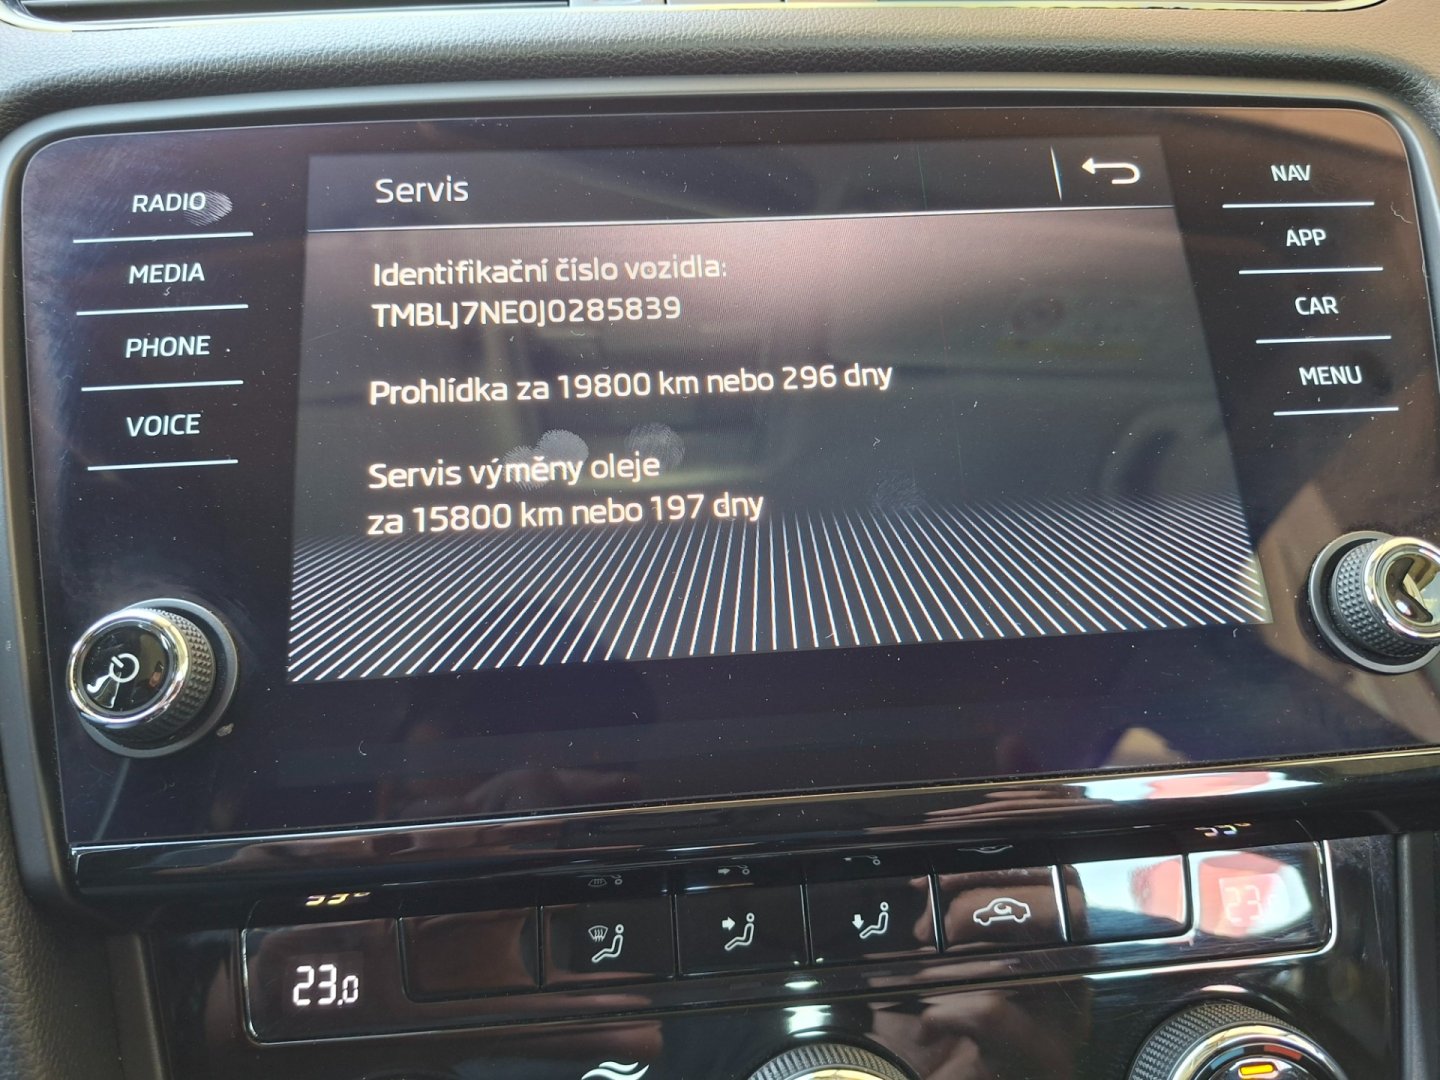 Servis
RADIO
MEDIA
PHONE
VOICE
Identifikační číslo vozidla:
TMBLJ7NE0J0285839
Prohlídka za 19800 km nebo 296 dny
Servis výměny oleje
za 15800 km nebo 197 dny
NAV
APP
CAR
MENU
23.0